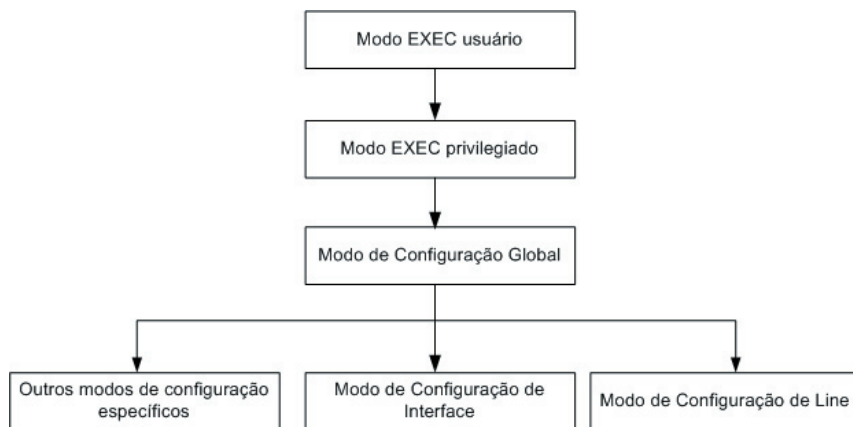 Modo EXEC usuário
Modo EXEC privilegiado
Modo de Configuração Global
Outros modos de configuração
específicos
Modo de Configuração de
Interface
Modo de Configuração de Line